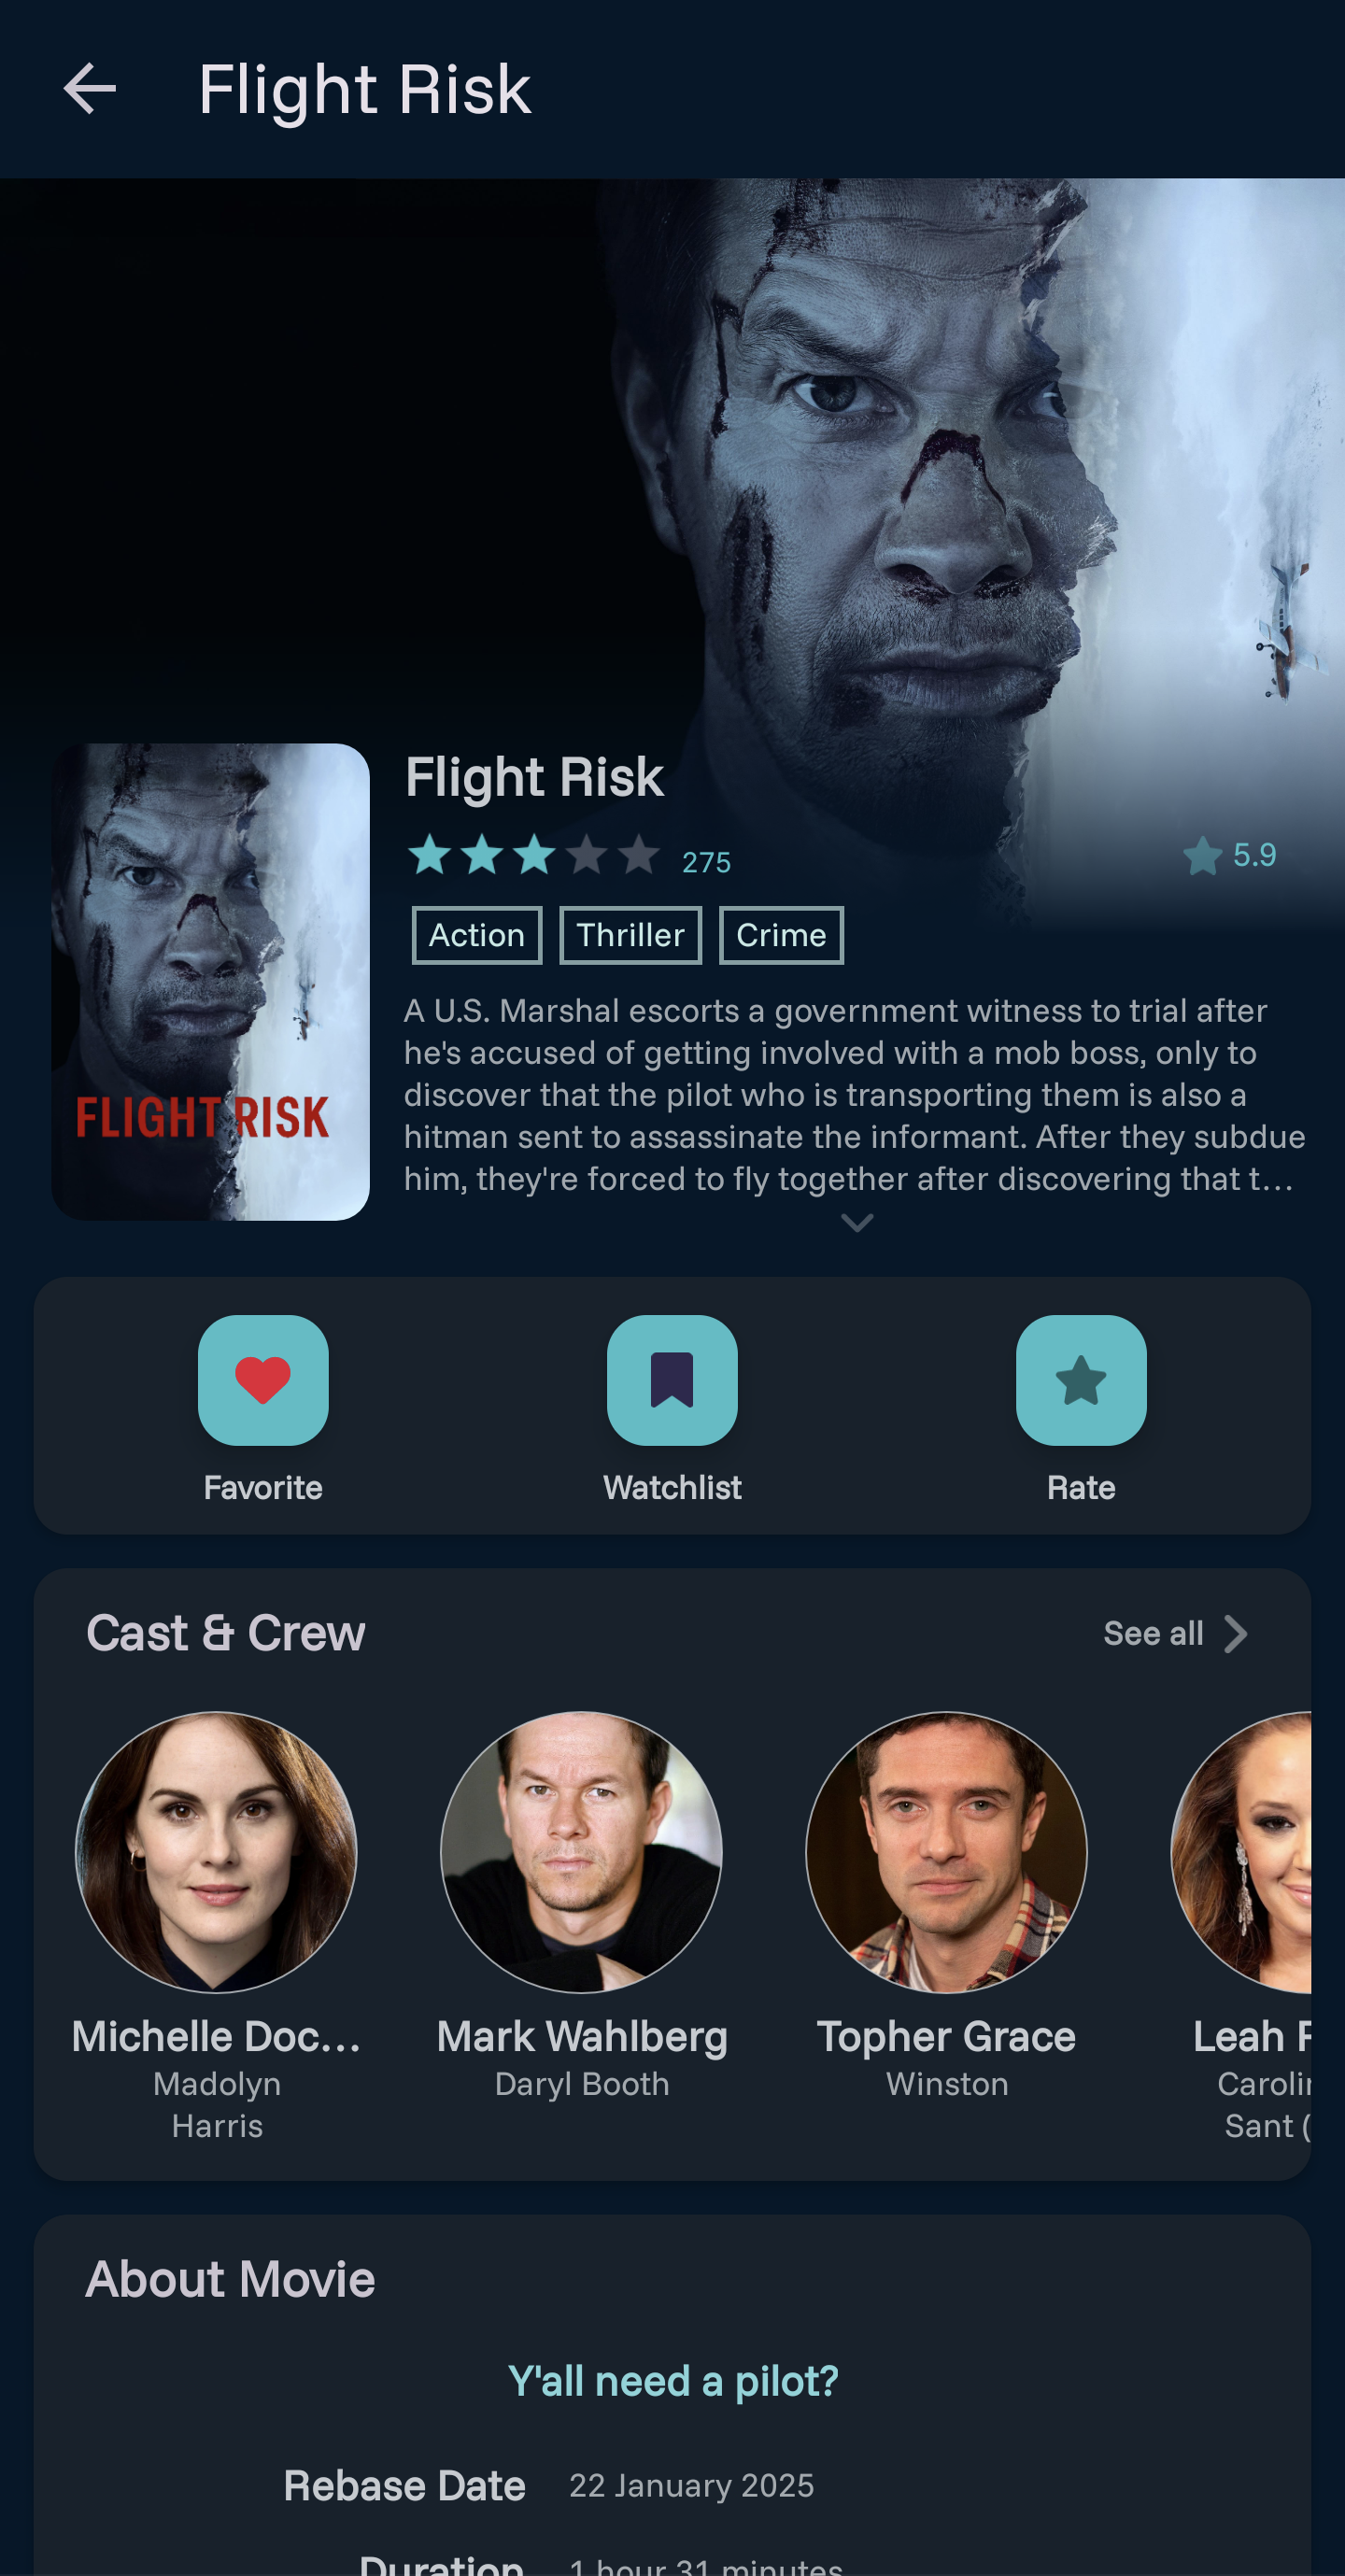 Flight Risk
Flight Risk
275
5.9
Action Thriller Crime
A U.S. Marshal escorts a government witness to trial after
he's accused of getting involved with a mob boss, only to
discover that the pilot who is transporting them is also a
hitman sent to assassinate the informant. After they subdue
him, they're forced to fly together after discovering that t…
FLIGHT RISK
Favorite Watchlist Rate
Cast & Crew
See all
Michelle Doc…
Madolyn
Harris
Mark Wahlberg
Daryl Booth
Topher Grace
Winston
Leah
Sant (
About Movie
Y'all need a pilot?
Rebase Date 22 January 2025
Duration 1 hour 31 minutes